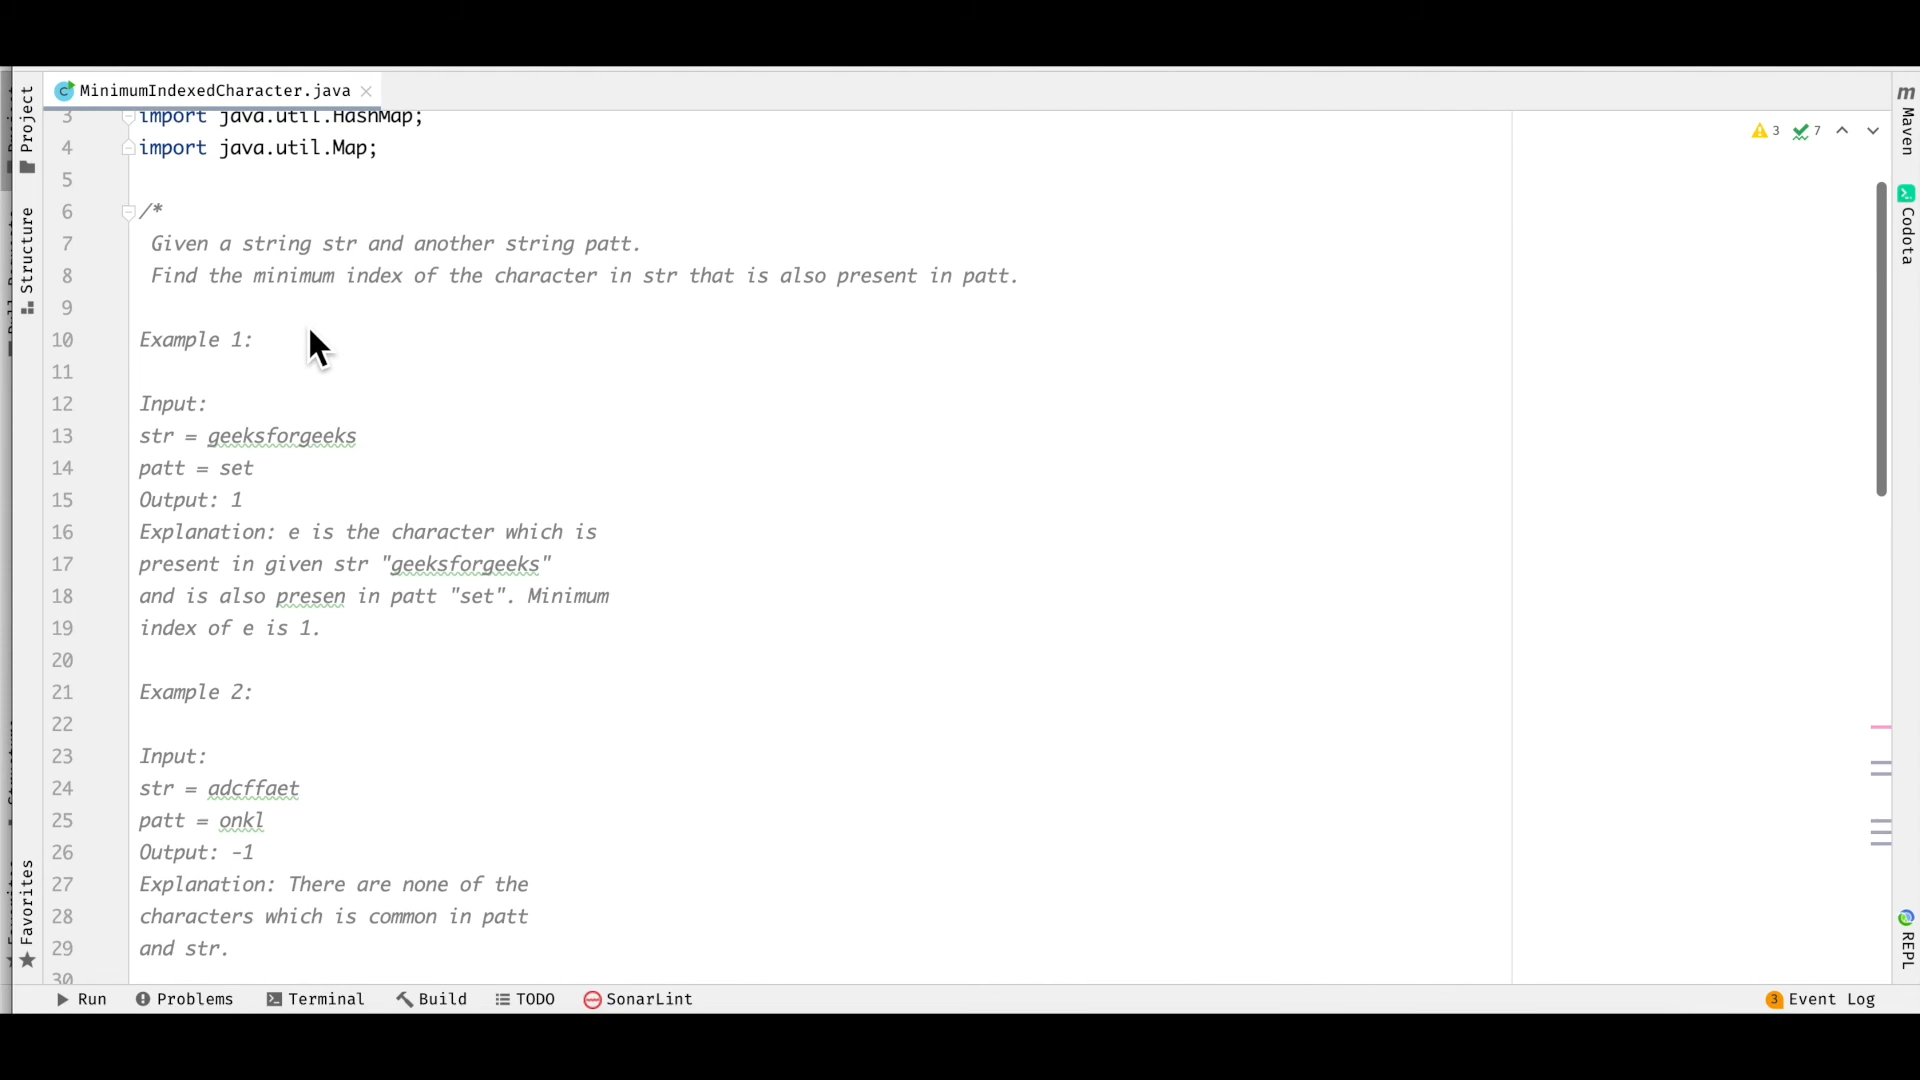 MinimumIndexedCharacter.java
3 import java.util.HashMap;
4 import java.util.Map;
5
6 /*
7 Given a string str and another string patt.
8 Find the minimum index of the character in str that is also present in patt.
9
10 Example 1:
11
12 Input:
13 str = geeksforgeeks
14 patt = set
15 Output: 1
16 Explanation: e is the character which is
17 present in given str "geeksforgeeks"
18 and is also presen in patt "set". Minimum
19 index of e is 1.
20
21 Example 2:
22
23 Input:
24 str = adcffaet
25 patt = onkl
26 Output: -1
27 Explanation: There are none of the
28 characters which is common in patt
29 and str.
30
Project
Structure
Favorites
3 7
m
Maven
Codota
REPL
Run Problems Terminal Build TODO SonarLint 3 Event Log